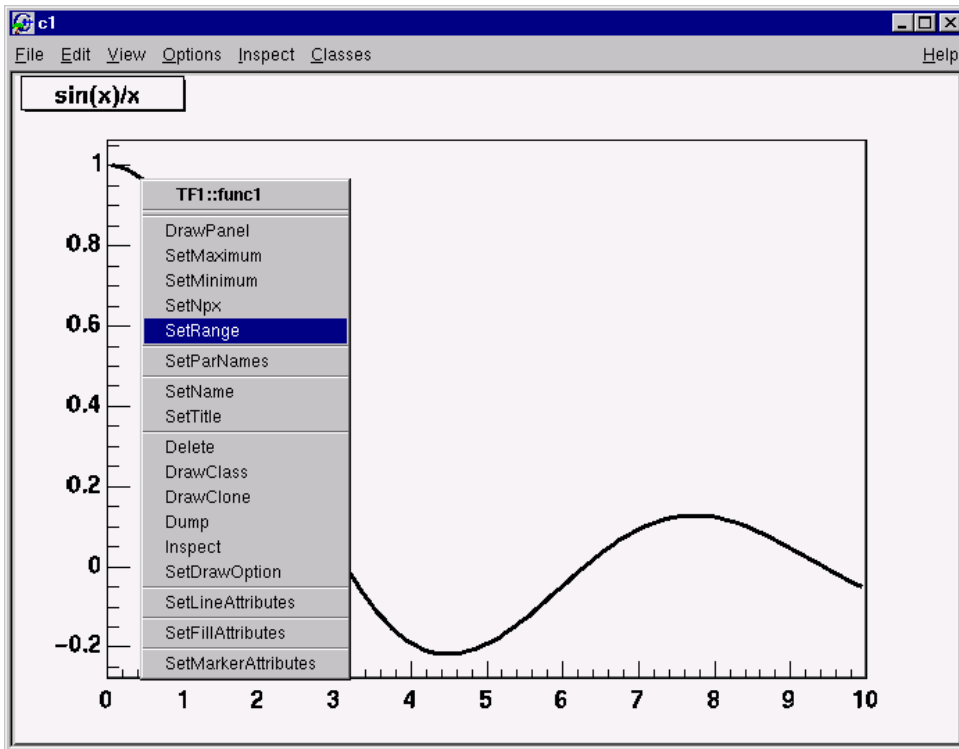 c1
File Edit View Options Inspect Classes Help
sin(x)/x
1
0.8
0.6
0.4
0.2
0
-0.2
TF1::func1
DrawPanel
SetMaximum
SetMinimum
SetNpx
SetRange
SetParNames
SetName
SetTitle
Delete
DrawClass
DrawClone
Dump
Inspect
SetDrawOption
SetLineAttributes
SetFillAttributes
SetMarkerAttributes
0 1 2 3 4 5 6 7 8 9 10